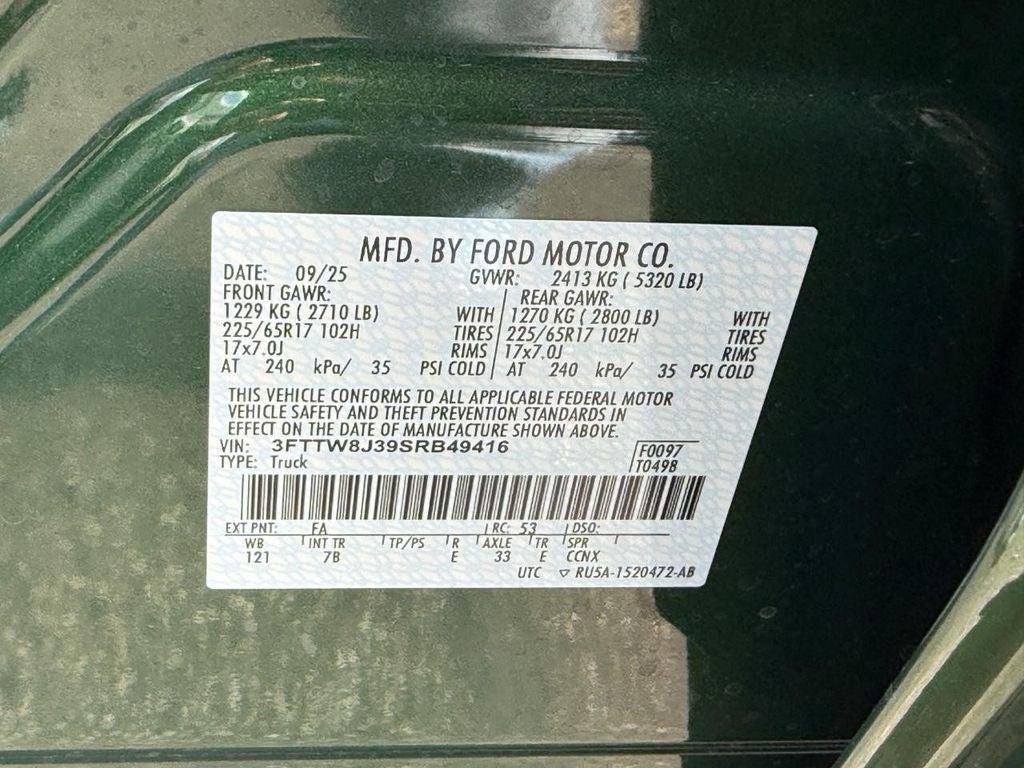 MFD. BY FORD MOTOR CO.
DATE: 09/25 GVWR: 2413 KG ( 5320 LB)
FRONT GAWR: REAR GAWR:
1229 KG ( 2710 LB) WITH 1270 KG ( 2800 LB) WITH
225/65R17 102H TIRES 225/65R17 102H TIRES
17x7.0J RIMS 17x7.0J RIMS
AT 240 kPa/ 35 PSI COLD AT 240 kPa/ 35 PSI COLD
THIS VEHICLE CONFORMS TO ALL APPLICABLE FEDERAL MOTOR
VEHICLE SAFETY AND THEFT PREVENTION STANDARDS IN
EFFECT ON THE DATE OF MANUFACTURE SHOWN ABOVE.
VIN: 3FTTW8J39SRB49416 F0097
TYPE: Truck T0498
EXT PNT: FA RC: 53 DSO:
WB INT TR TP/PS R AXLE TR SPR
121 7B E 33 E CCNX
UTC ▽ RU5A-1520472-AB